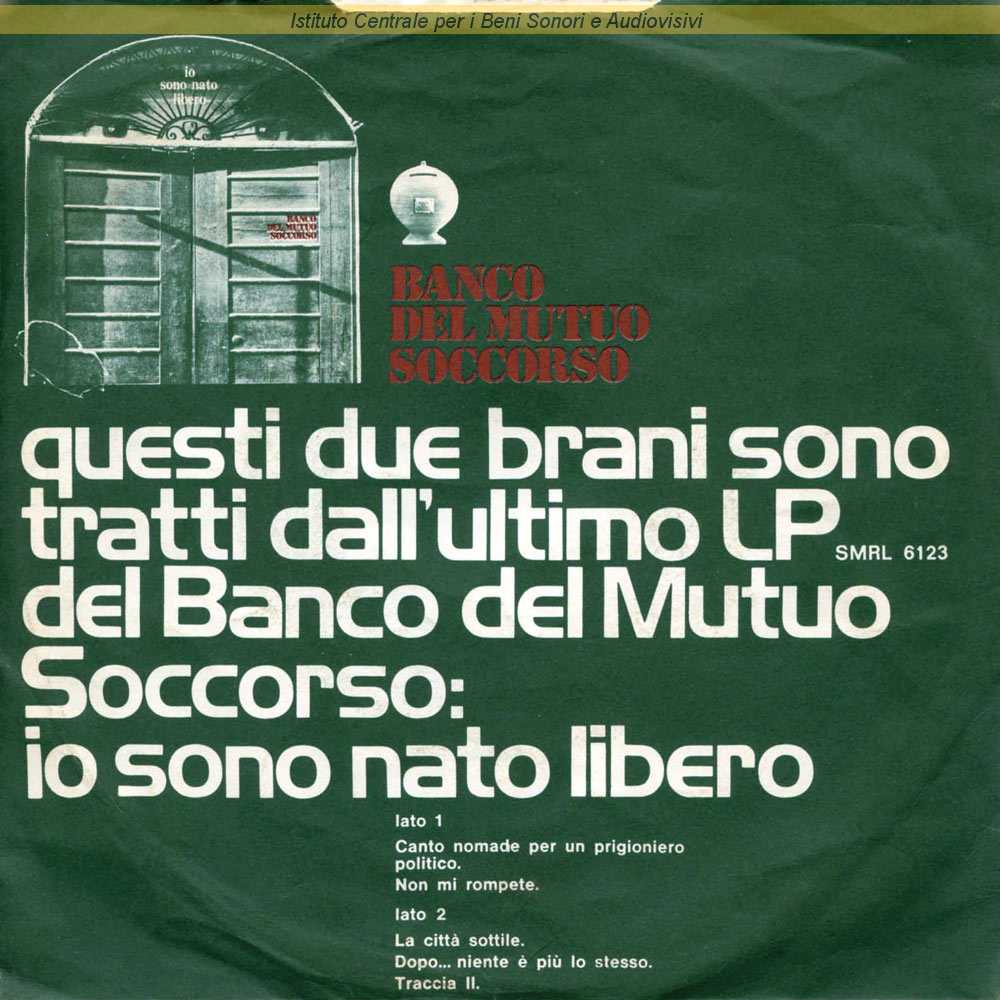 Istituto Centrale per i Beni Sonori e Audiovisivi
io
sono nato
libero
BANCO
DEL MUTUO
SOCCORSO
BANCO
DEL MUTUO
SOCCORSO
questi due brani sono
tratti dall'ultimo LP SMRL 6123
del Banco del Mutuo
Soccorso:
io sono nato libero
lato 1
Canto nomade per un prigioniero
politico.
Non mi rompete.
lato 2
La città sottile.
Dopo... niente è più lo stesso.
Traccia II.